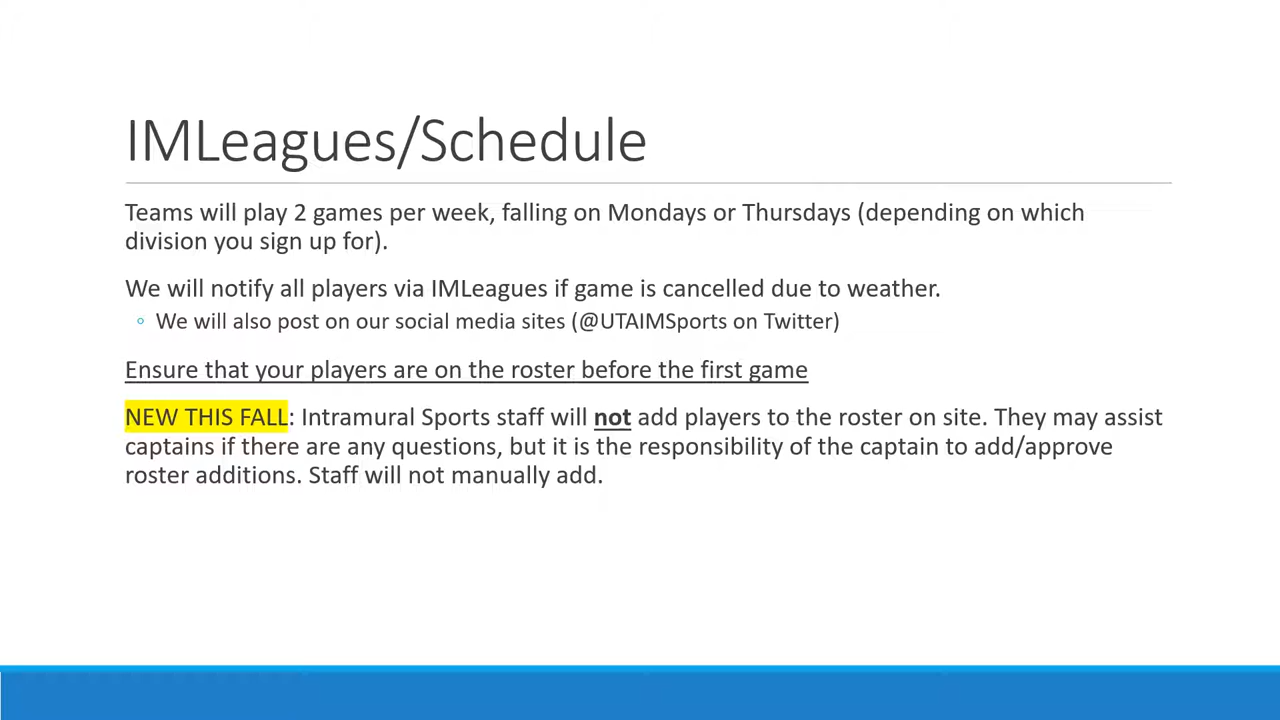 IMLeagues/Schedule
Teams will play 2 games per week, falling on Mondays or Thursdays (depending on which
division you sign up for).
We will notify all players via IMLeagues if game is cancelled due to weather.
◦ We will also post on our social media sites (@UTAIMSports on Twitter)
Ensure that your players are on the roster before the first game
NEW THIS FALL: Intramural Sports staff will not add players to the roster on site. They may assist
captains if there are any questions, but it is the responsibility of the captain to add/approve
roster additions. Staff will not manually add.